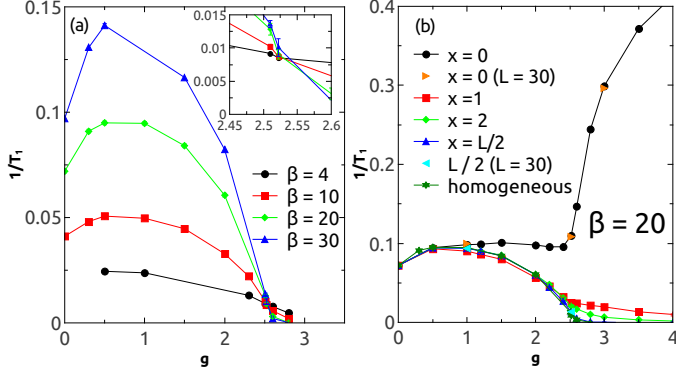 (a)
0.015
0.01
0.005
0
2.45
2.5
2.55
2.6
0.15
0.1
0.05
0
1/T1
β = 4
β = 10
β = 20
β = 30
0
1
2
3
g
(b)
0.4
0.3
0.2
0.1
0
1/T1
x = 0
x = 0 (L = 30)
x =1
x = 2
x = L/2
L / 2 (L = 30)
homogeneous
β = 20
0
1
2
3
4
g